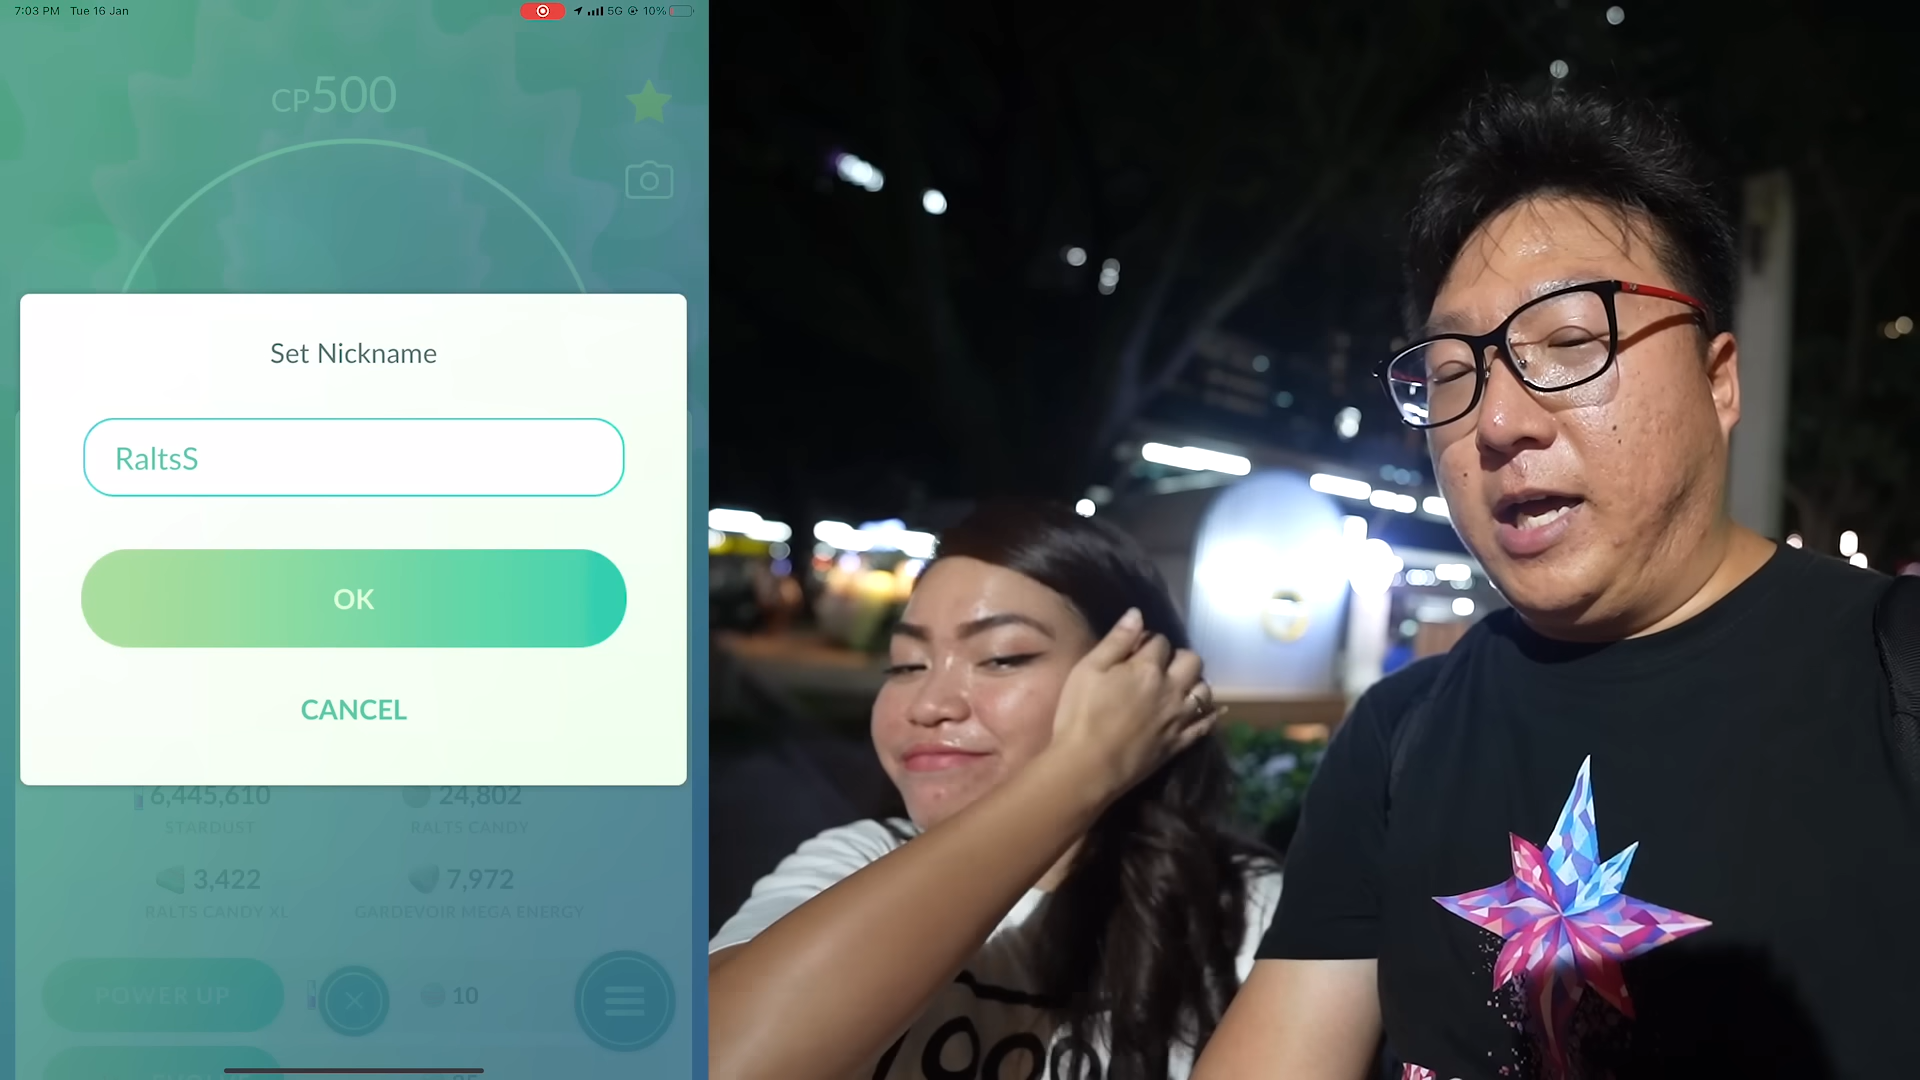 7:03 PM Tue 16 Jan
5G 10%
CP500
Set Nickname
RaltsS
OK
CANCEL
6,445,610 24,802
STARDUST RALTS CANDY
3,422 7,972
RALTS CANDY XL GARDEVOIR MEGA ENERGY
POWER UP 10